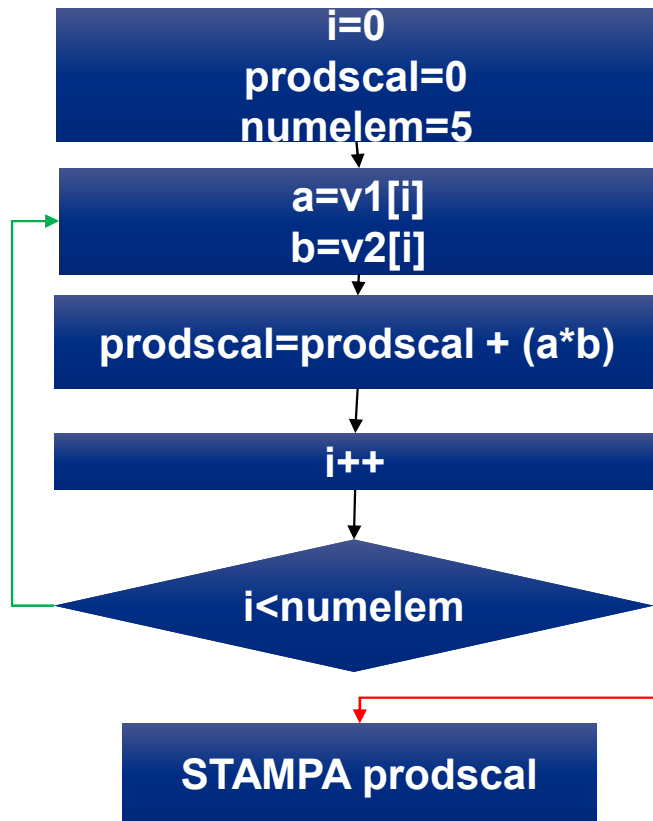 i=0
prodscal=0
numelem=5
a=v1[i]
b=v2[i]
prodscal=prodscal + (a*b)
i++
i<numelem
STAMPA prodscal